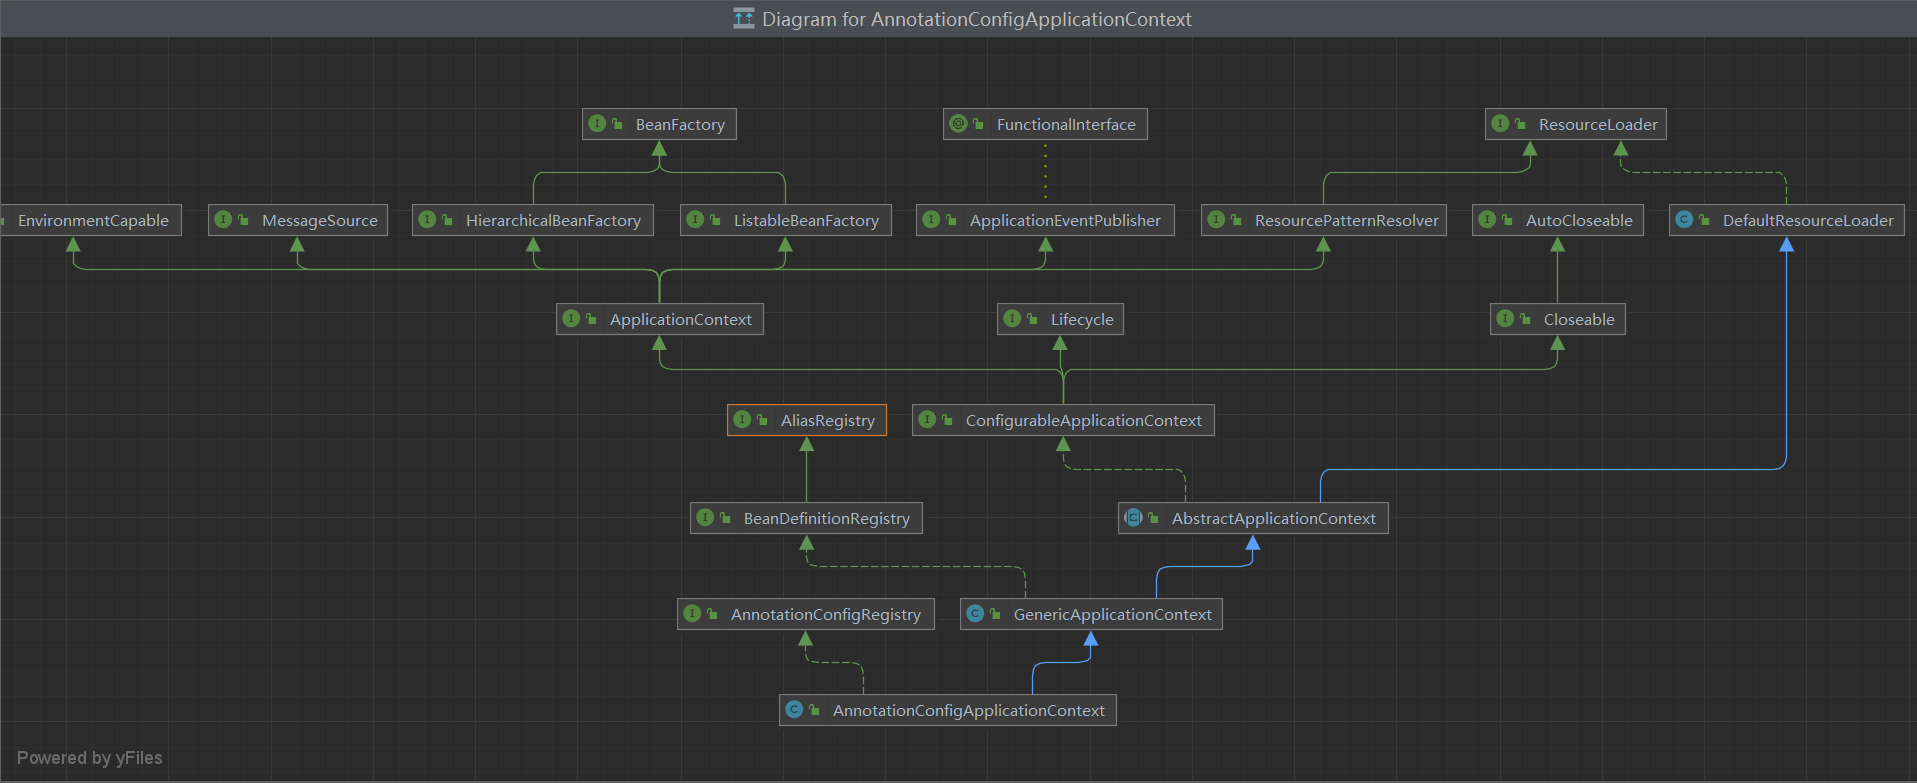 Diagram for AnnotationConfigApplicationContext
BeanFactory
FunctionalInterface
ResourceLoader
EnvironmentCapable
MessageSource
HierarchicalBeanFactory
ListableBeanFactory
ApplicationEventPublisher
ResourcePatternResolver
AutoCloseable
DefaultResourceLoader
ApplicationContext
Lifecycle
Closeable
AliasRegistry
ConfigurableApplicationContext
BeanDefinitionRegistry
AbstractApplicationContext
AnnotationConfigRegistry
GenericApplicationContext
AnnotationConfigApplicationContext
Powered by yFiles